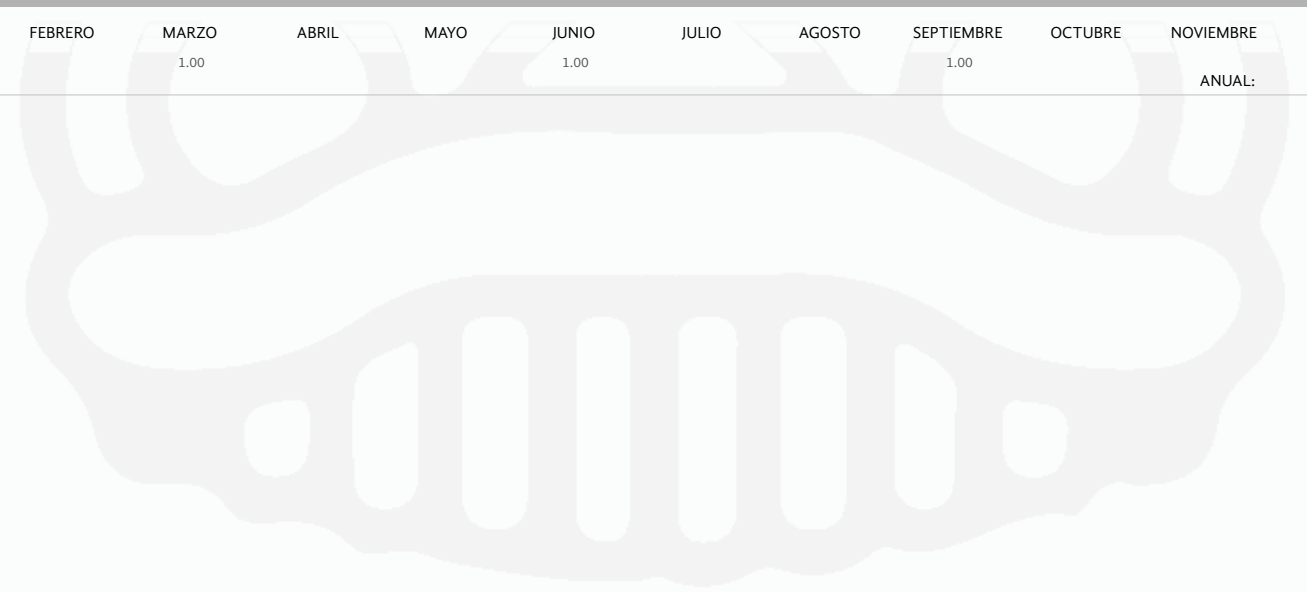 FEBRERO MARZO ABRIL MAYO JUNIO JULIO AGOSTO SEPTIEMBRE OCTUBRE NOVIEMBRE
1.00 1.00 1.00
ANUAL: